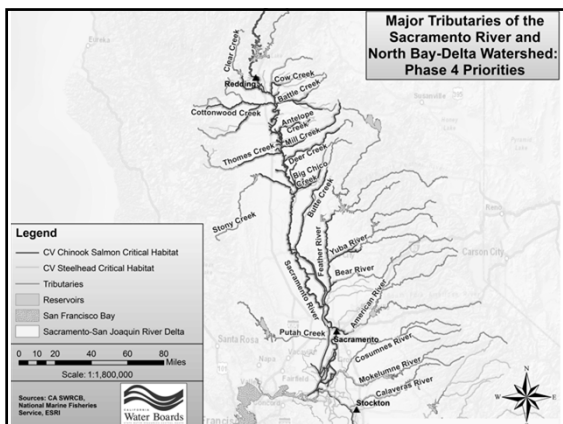 Major Tributaries of the
Sacramento River and
North Bay-Delta Watershed:
Phase 4 Priorities
Clear Creek
Redding
Cow Creek
Battle Creek
Cottonwood Creek
Antelope
Creek
Mill Creek
Thomes Creek
Deer Creek
Big Chico
Creek
Butte Creek
Stony Creek
Feather River
Yuba River
Bear River
Carson City
Sacramento River
American River
Putah Creek
Sacramento
Santa Rosa
Napa
Fairfield
Cosumnes River
Mokelumne River
Calaveras River
Stockton
Legend
CV Chinook Salmon Critical Habitat
CV Steelhead Critical Habitat
Tributaries
Reservoirs
San Francisco Bay
Sacramento-San Joaquin River Delta
0 10 20 40 60 80
Miles
Scale: 1:1,800,000
Sources: CA SWRCB,
National Marine Fisheries
Service, ESRI
CALIFORNIA
Water Boards
N
W E
S